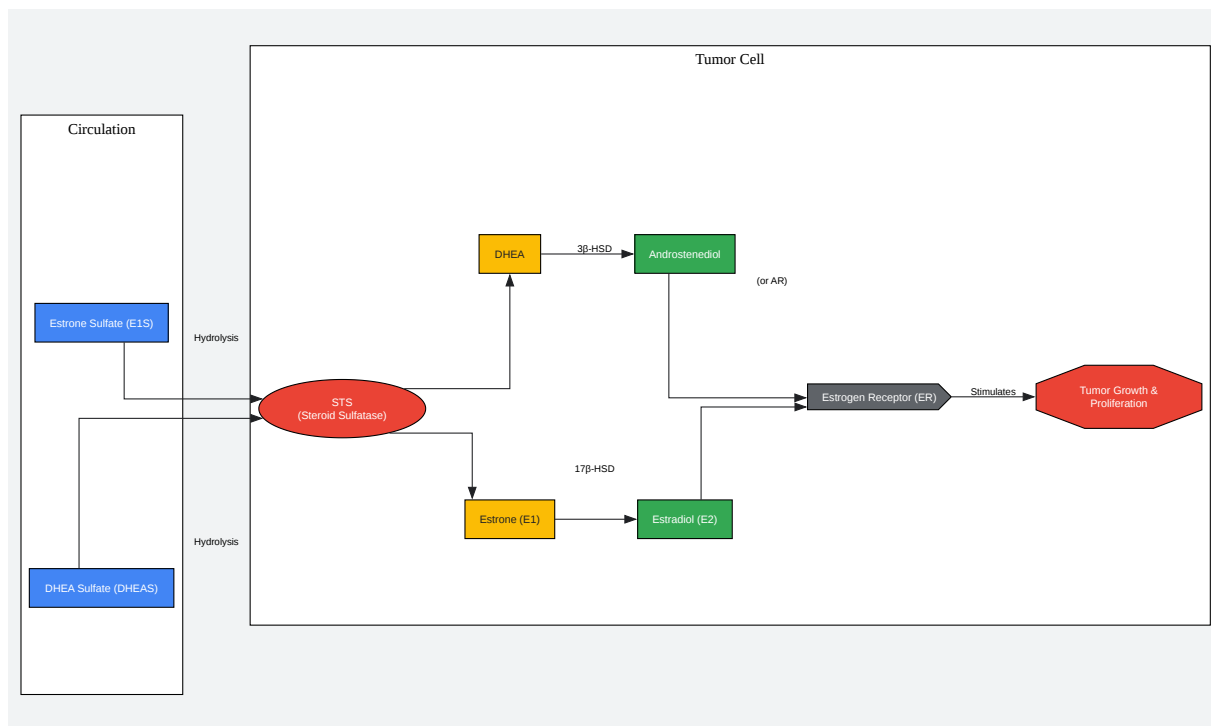 Tumor Cell
Circulation
DHEA
3β-HSD
Androstenediol
(or AR)
Estrone Sulfate (E1S)
Hydrolysis
STS
(Steroid Sulfatase)
Estrogen Receptor (ER)
Stimulates
Tumor Growth &
Proliferation
17β-HSD
Estrone (E1)
Estradiol (E2)
Hydrolysis
DHEA Sulfate (DHEAS)